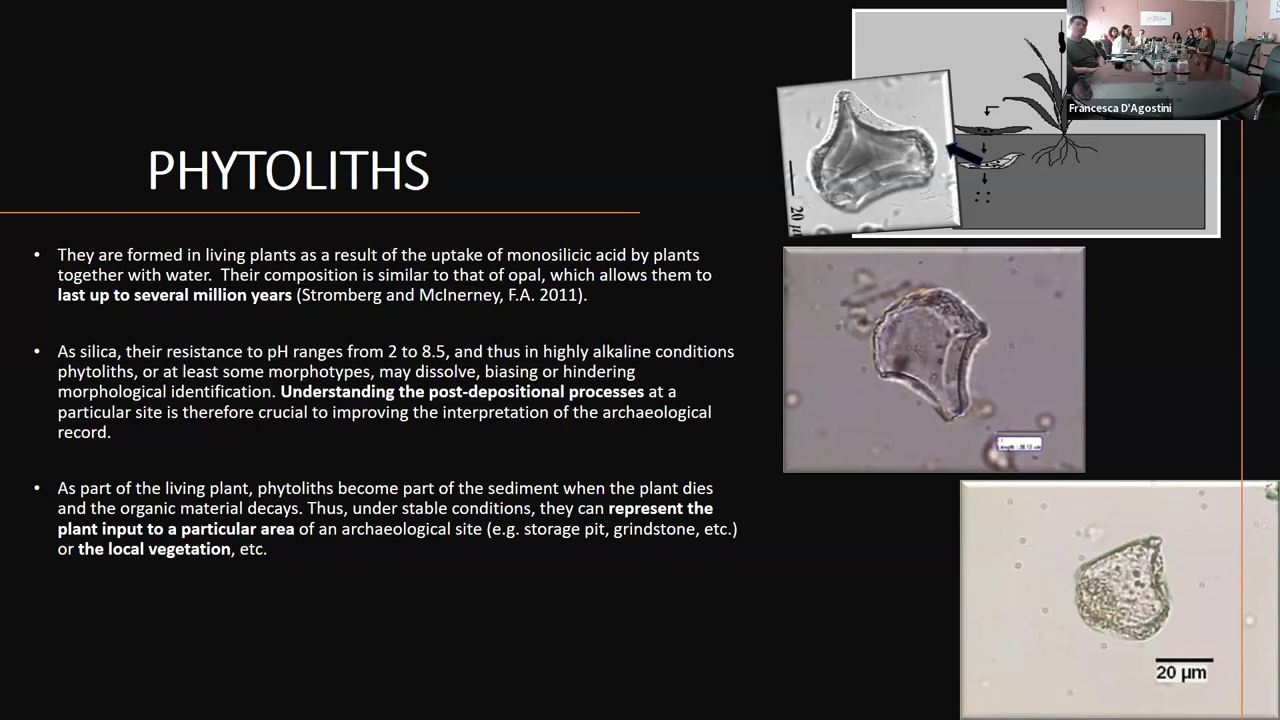 Francesca D'Agostini
PHYTOLITHS
20 µ
• They are formed in living plants as a result of the uptake of monosilicic acid by plants
together with water. Their composition is similar to that of opal, which allows them to
last up to several million years (Stromberg and McInerney, F.A. 2011).
• As silica, their resistance to pH ranges from 2 to 8.5, and thus in highly alkaline conditions
phytoliths, or at least some morphotypes, may dissolve, biasing or hindering
morphological identification. Understanding the post-depositional processes at a
particular site is therefore crucial to improving the interpretation of the archaeological
record.
• As part of the living plant, phytoliths become part of the sediment when the plant dies
and the organic material decays. Thus, under stable conditions, they can represent the
plant input to a particular area of an archaeological site (e.g. storage pit, grindstone, etc.)
or the local vegetation, etc.
20 µm